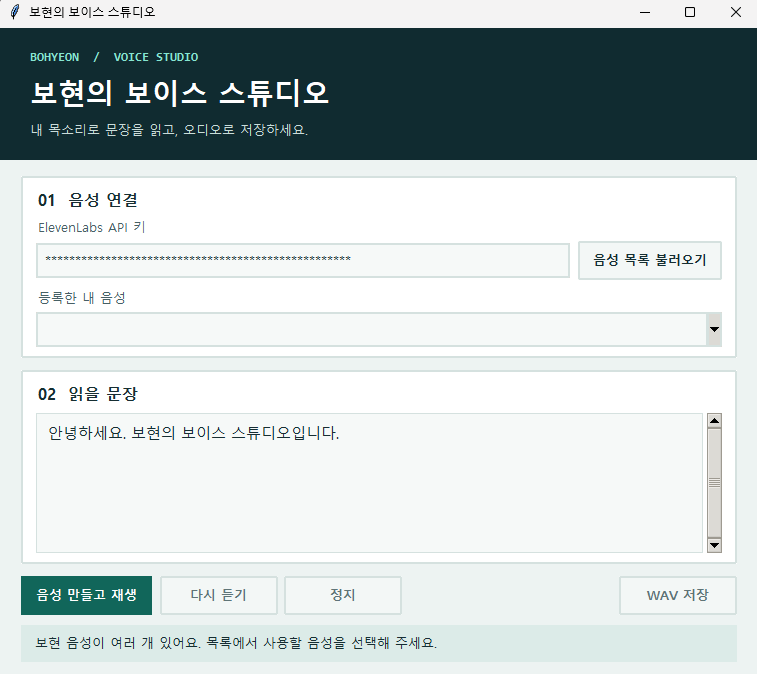 보현의 보이스 스튜디오
BOHYEON / VOICE STUDIO
보현의 보이스 스튜디오
내 목소리로 문장을 읽고, 오디오로 저장하세요.
01 음성 연결
ElevenLabs API 키
***************************************************
음성 목록 불러오기
등록한 내 음성
02 읽을 문장
안녕하세요. 보현의 보이스 스튜디오입니다.
음성 만들고 재생
다시 듣기
정지
WAV 저장
보현 음성이 여러 개 있어요. 목록에서 사용할 음성을 선택해 주세요.